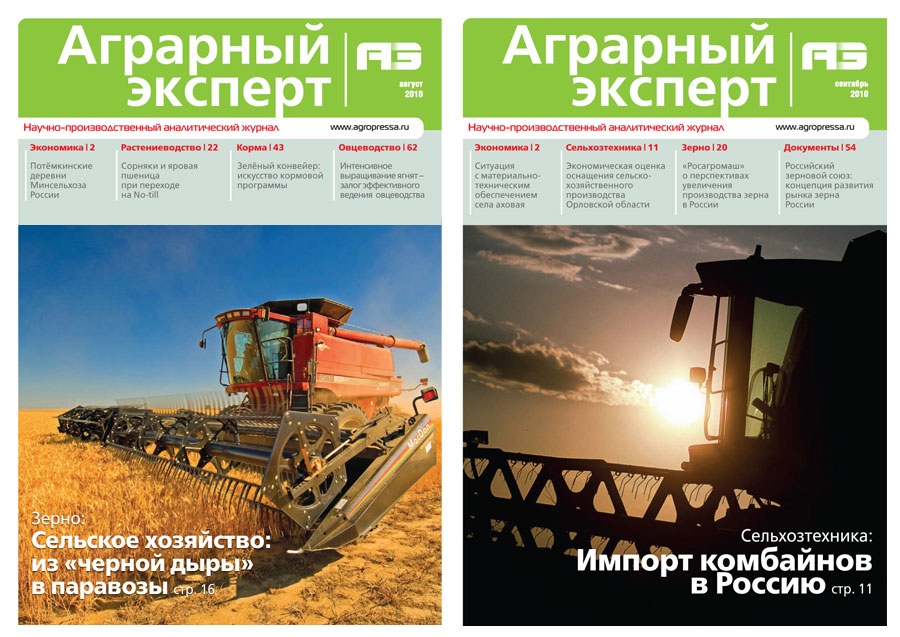 Аграрный
эксперт
АЭ
август
2010
Научно-производственный аналитический журнал
www.agropressa.ru
Экономика | 2
Потёмкинские
деревни
Минсельхоза
России
Растениеводство | 22
Сорняки и яровая
пшеница
при переходе
на No-till
Корма | 43
Зелёный конвейер:
искусство кормовой
программы
Овцеводство | 62
Интенсивное
выращивание ягнят –
залог эффективного
ведения овцеводства
MacDon
Зерно:
Сельское хозяйство:
из «черной дыры»
в паравозы стр. 16
Аграрный
эксперт
АЭ
сентябрь
2010
Научно-производственный аналитический журнал
www.agropressa.ru
Экономика | 2
Ситуация
с материально-
техническим
обеспечением
села аховая
Сельхозтехника | 11
Экономическая оценка
оснащения сельско-
хозяйственного
производства
Орловской области
Зерно | 20
«Росагромаш»
о перспективах
увеличения
производства зерна
в России
Документы | 54
Российский
зерновой союз:
концепция развития
рынка зерна
России
Сельхозтехника:
Импорт комбайнов
в Россию стр. 11